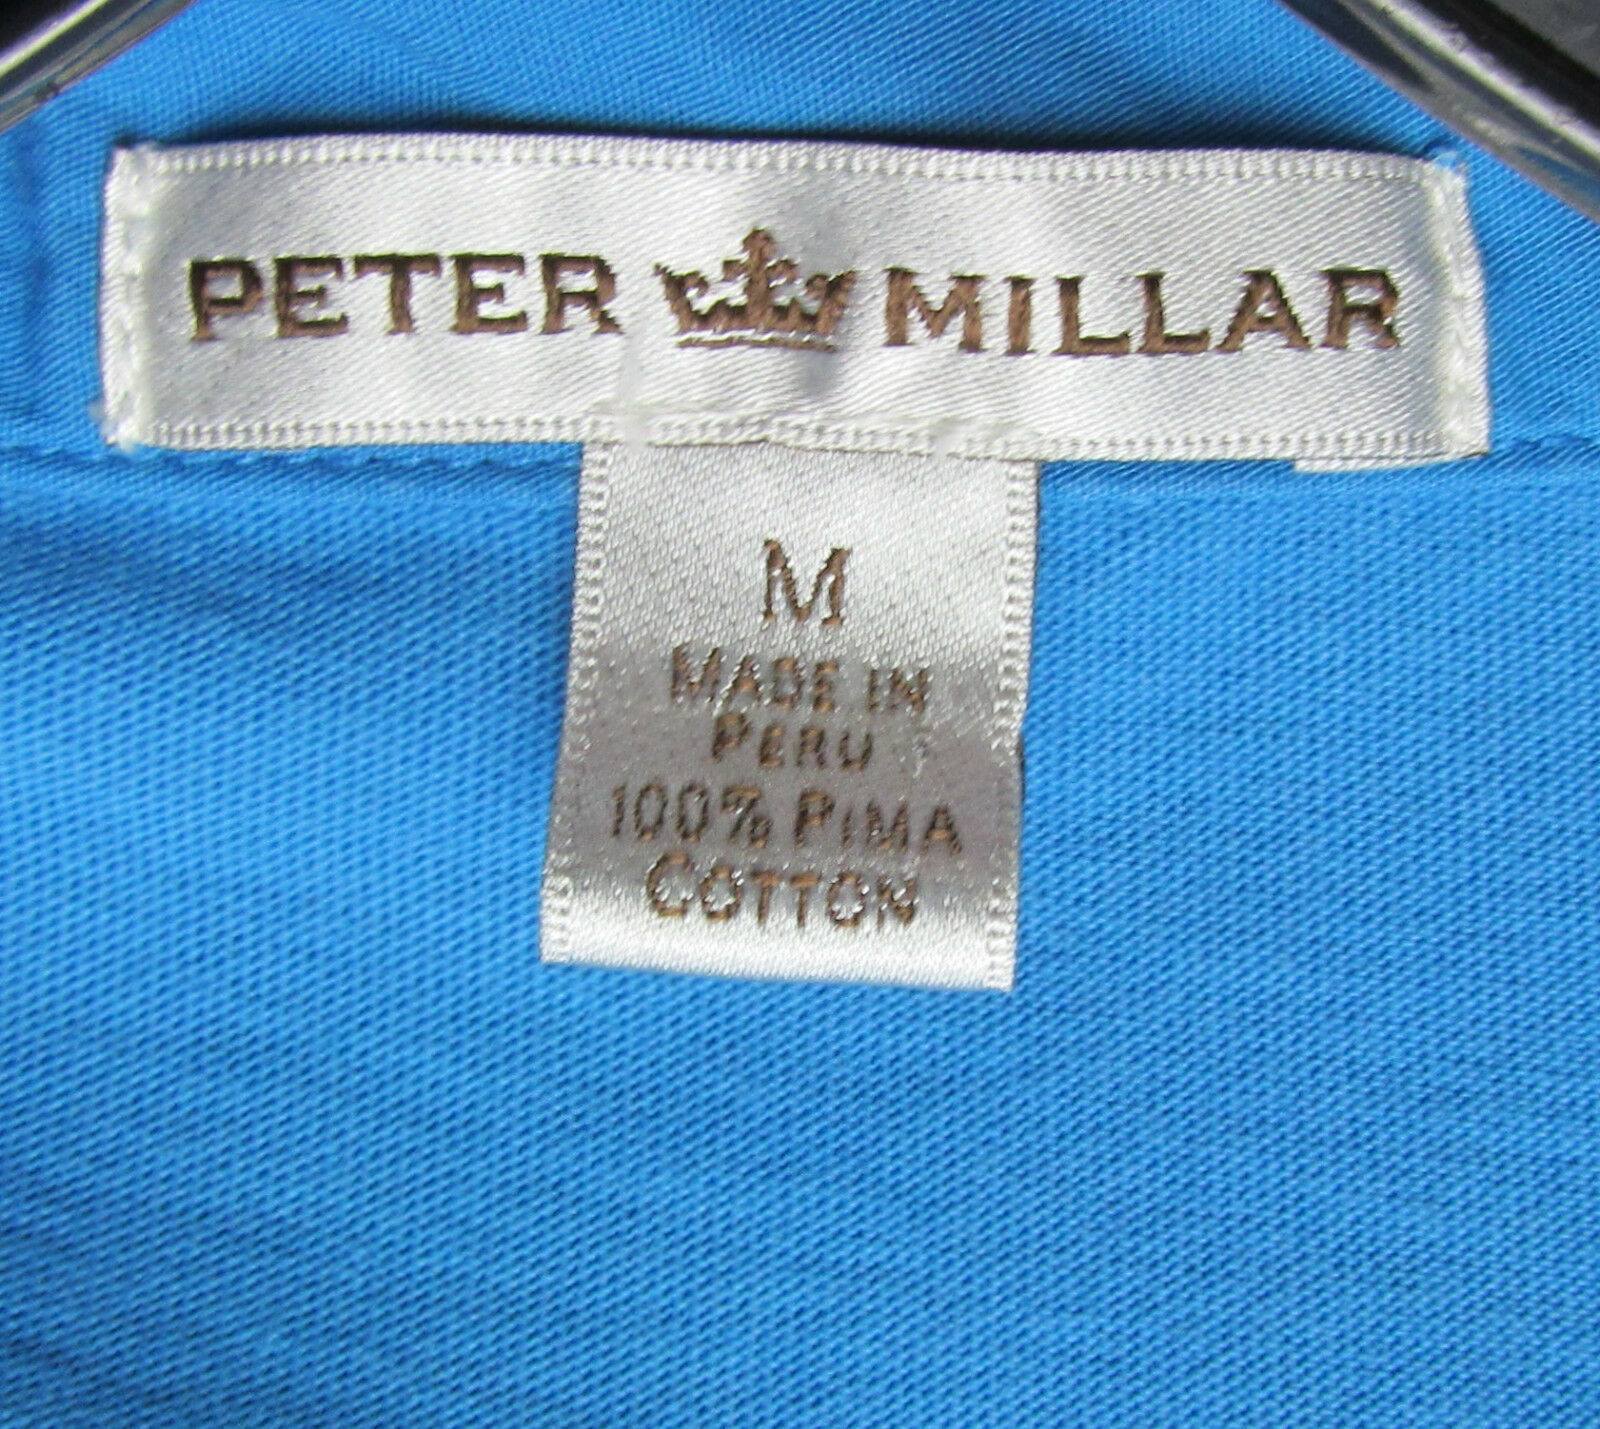 PETER MILLAR
M
MADE IN
PERU
100% PIMA
COTTON